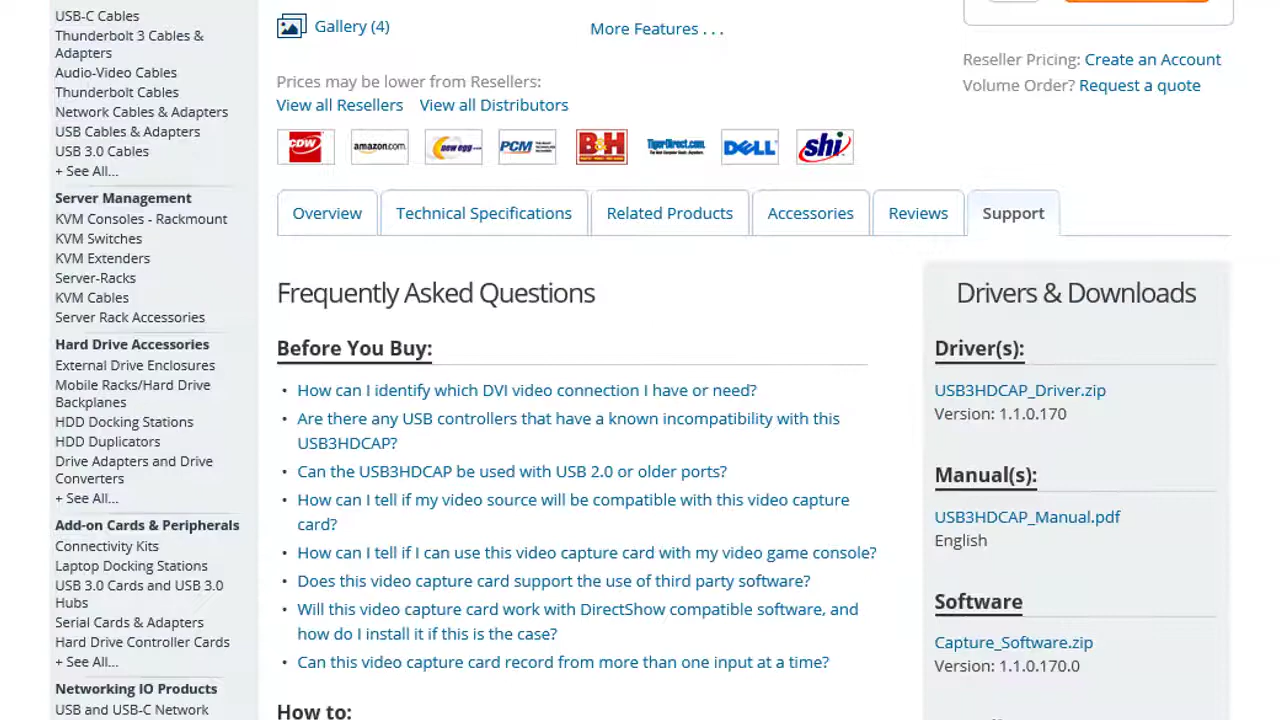 USB-C Cables
Thunderbolt 3 Cables &
Adapters
Audio-Video Cables
Thunderbolt Cables
Network Cables & Adapters
USB Cables & Adapters
USB 3.0 Cables
+ See All...
Server Management
KVM Consoles - Rackmount
KVM Switches
KVM Extenders
Server-Racks
KVM Cables
Server Rack Accessories
Hard Drive Accessories
External Drive Enclosures
Mobile Racks/Hard Drive
Backplanes
HDD Docking Stations
HDD Duplicators
Drive Adapters and Drive
Converters
+ See All...
Add-on Cards & Peripherals
Connectivity Kits
Laptop Docking Stations
USB 3.0 Cards and USB 3.0
Hubs
Serial Cards & Adapters
Hard Drive Controller Cards
+ See All...
Networking IO Products
USB and USB-C Network
Gallery (4)
More Features . . .
Prices may be lower from Resellers:
View all Resellers View all Distributors
CDW amazon.com newegg PCM B&H TigerDirect.com DELL shi
Reseller Pricing: Create an Account
Volume Order? Request a quote
Overview Technical Specifications Related Products Accessories Reviews Support
Frequently Asked Questions
Before You Buy:
• How can I identify which DVI video connection I have or need?
• Are there any USB controllers that have a known incompatibility with this
USB3HDCAP?
• Can the USB3HDCAP be used with USB 2.0 or older ports?
• How can I tell if my video source will be compatible with this video capture
card?
• How can I tell if I can use this video capture card with my video game console?
• Does this video capture card support the use of third party software?
• Will this video capture card work with DirectShow compatible software, and
how do I install it if this is the case?
• Can this video capture card record from more than one input at a time?
How to:
Drivers & Downloads
Driver(s):
USB3HDCAP_Driver.zip
Version: 1.1.0.170
Manual(s):
USB3HDCAP_Manual.pdf
English
Software
Capture_Software.zip
Version: 1.1.0.170.0